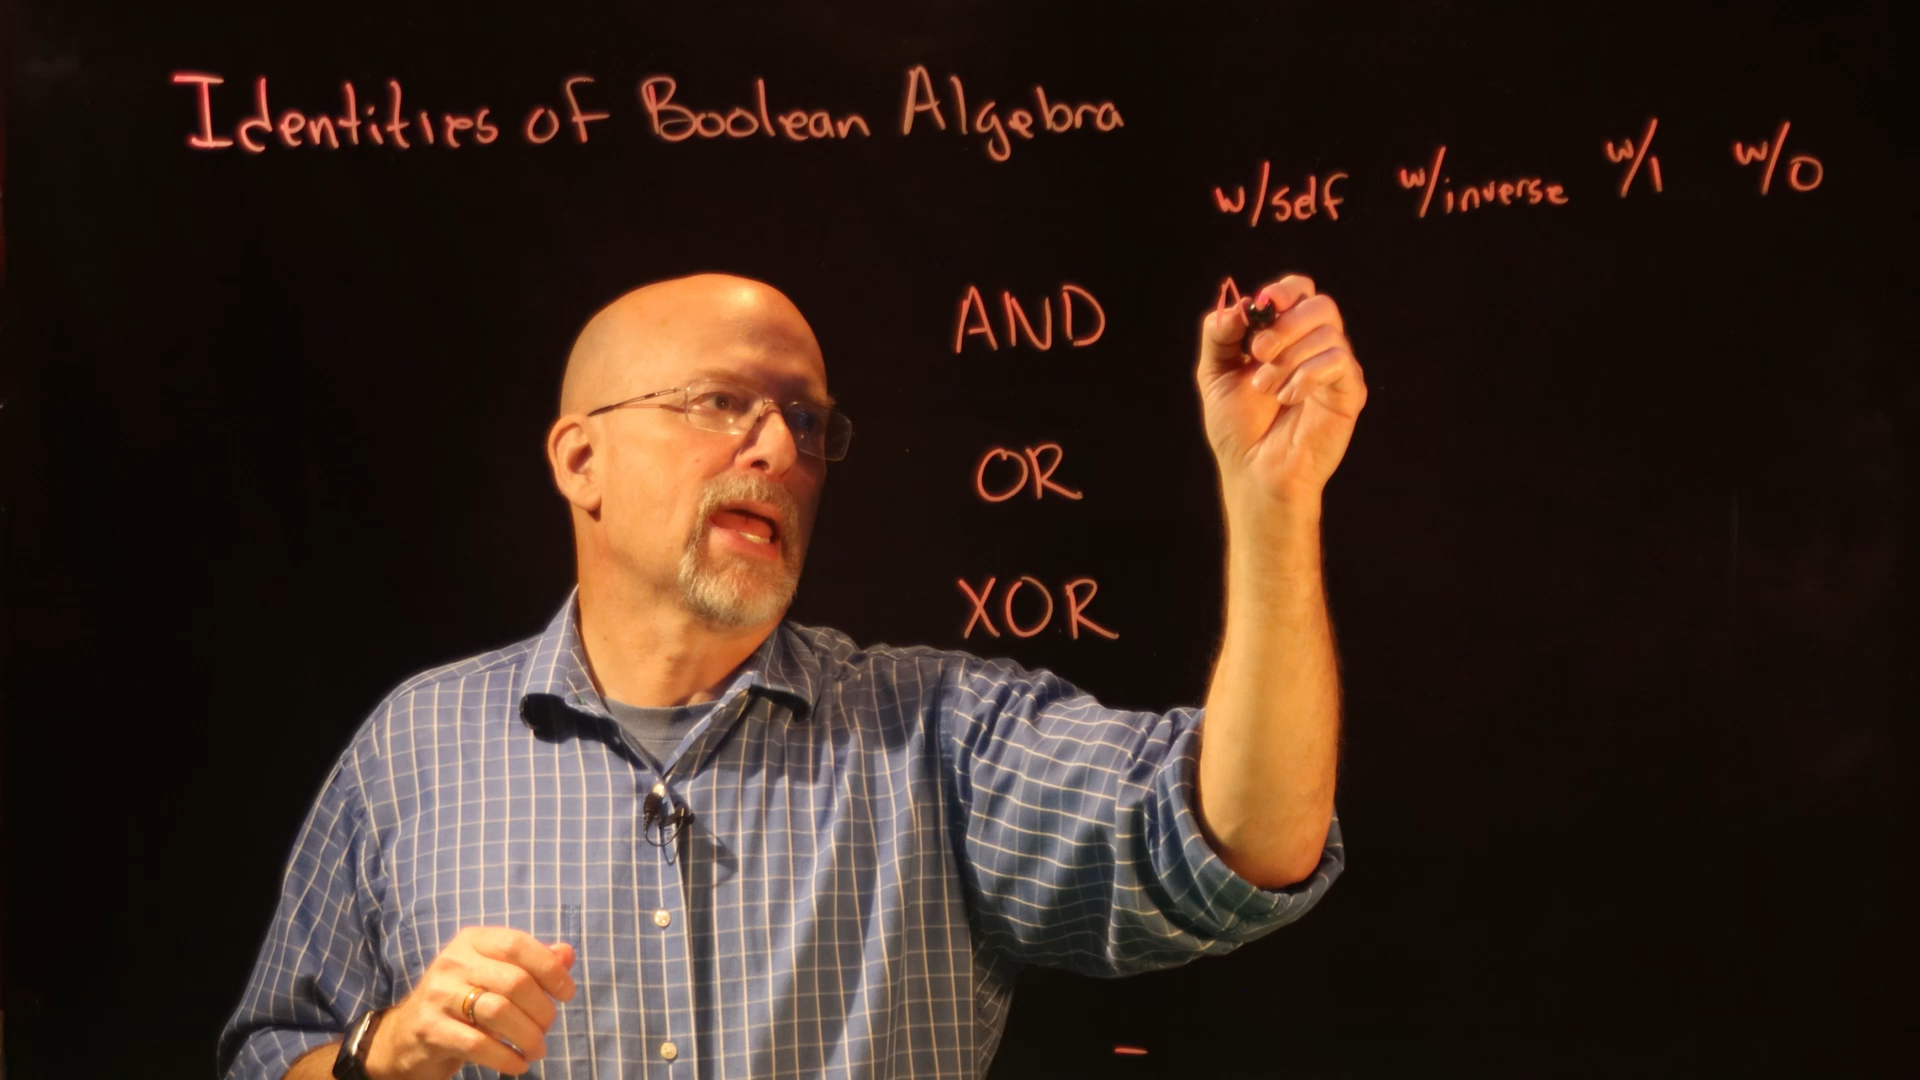 Identities of Boolean Algebra
w/self w/inverse w/1 w/0
AND A
OR
XOR